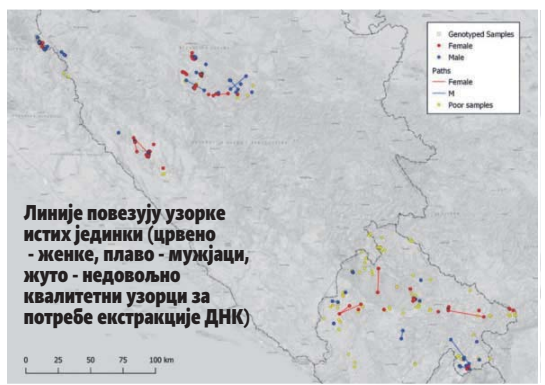 Genotyped Samples
Female
Male
Paths
Female
M
Poor samples
Линије повезују узорке
истих јединки (црвено
- женке, плаво - мужјаци,
жуто - недовољно
квалитетни узорци за
потребе екстракције ДНК)
0 25 50 75 100 km